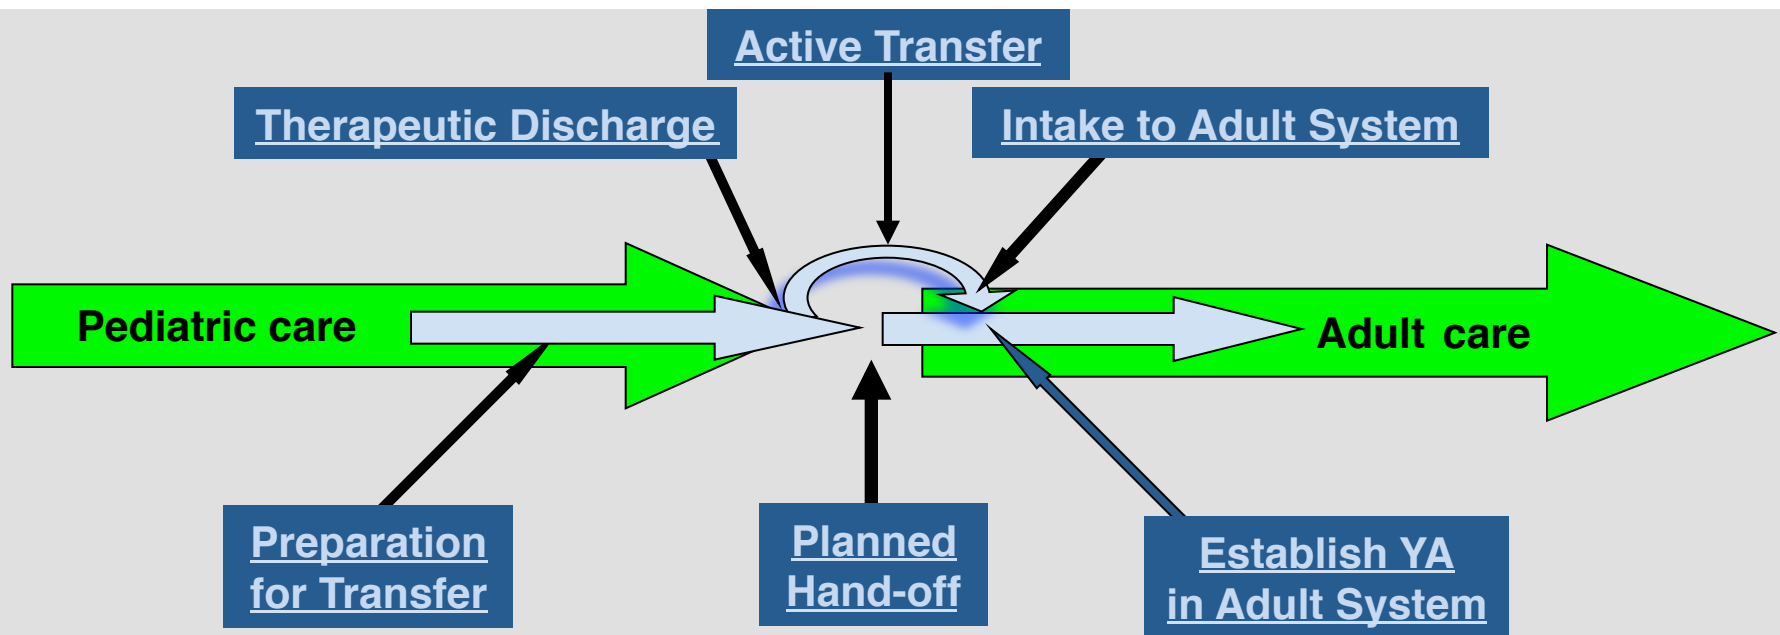 Active Transfer
Therapeutic Discharge
Intake to Adult System
Pediatric care
Adult care
Preparation
for Transfer
Planned
Hand-off
Establish YA
in Adult System